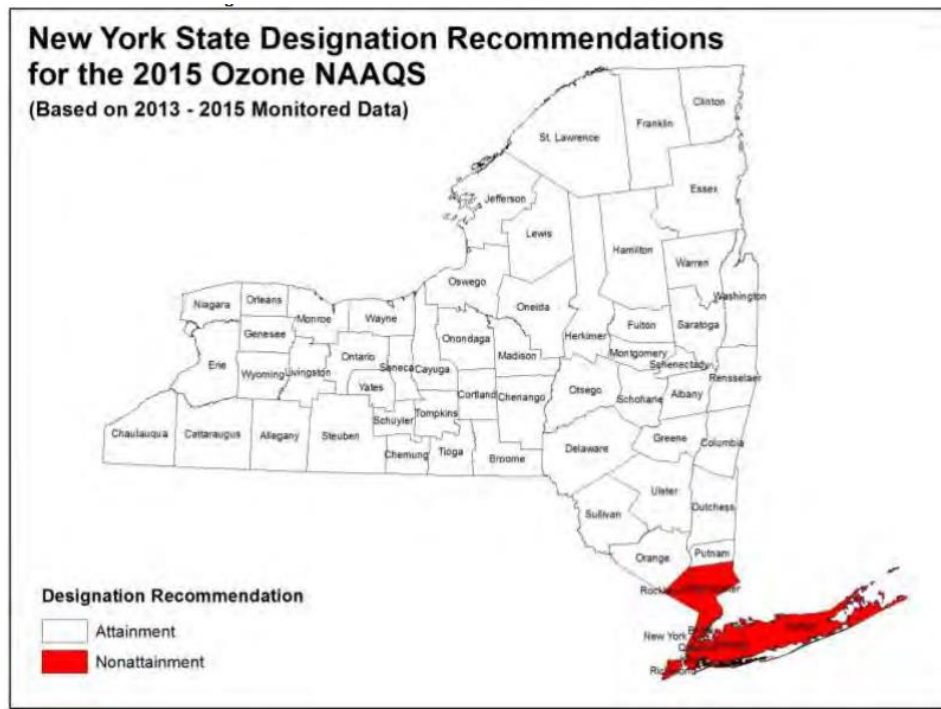 New York State Designation Recommendations
for the 2015 Ozone NAAQS
(Based on 2013 - 2015 Monitored Data)
Clinton
Franklin
St. Lawrence
Essex
Jefferson
Lewis
Hamilton
Warren
Oswego
Washington
Niagara
Orleans
Oneida
Monroe
Wayne
Fulton
Saratoga
Genesee
Onondaga
Herkimer
Ontario
Madison
Montgomery
Erie
Seneca
Cayuga
Schenectady
Wyoming
Livingston
Rensselaer
Yates
Otsego
Albany
Cortland
Chenango
Schoharie
Tompkins
Schuyler
Chautauqua
Cattaraugus
Allegany
Steuben
Greene
Columbia
Delaware
Chemung
Tioga
Broome
Ulster
Dutchess
Sullivan
Orange
Putnam
Designation Recommendation
Attainment
Nonattainment
New York